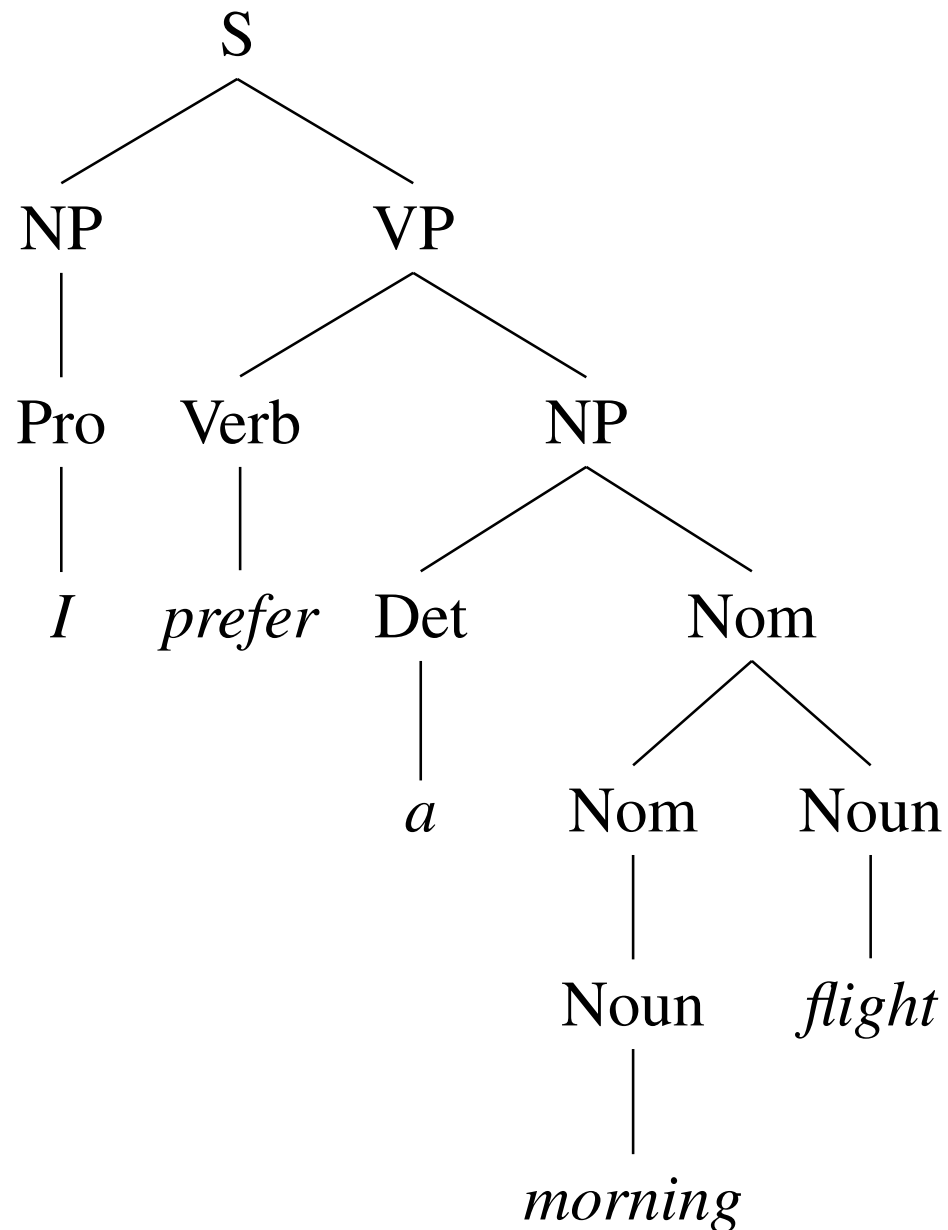 S
NP VP
Pro Verb NP
I prefer Det Nom
a Nom Noun
Noun flight
morning